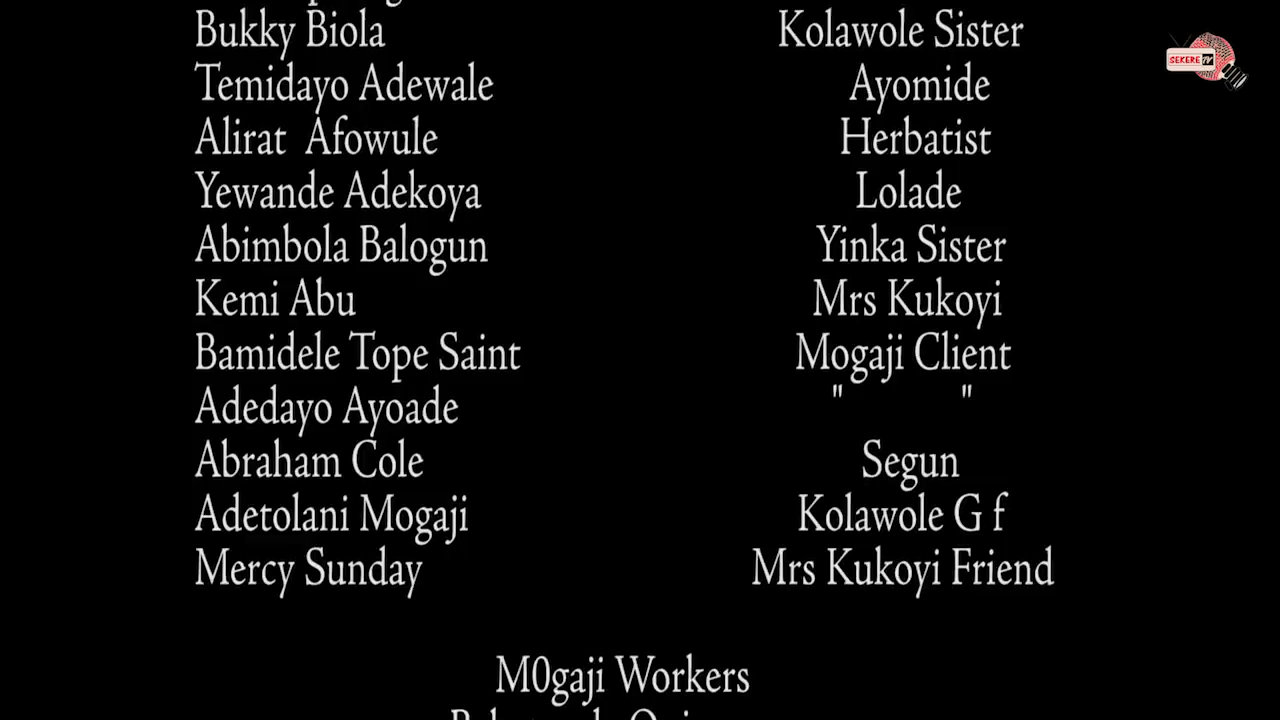 Bukky Biola Kolawole Sister
Temidayo Adewale Ayomide
Alirat Afowule Herbatist
Yewande Adekoya Lolade
Abimbola Balogun Yinka Sister
Kemi Abu Mrs Kukoyi
Bamidele Tope Saint Mogaji Client
Adedayo Ayoade " "
Abraham Cole Segun
Adetolani Mogaji Kolawole G f
Mercy Sunday Mrs Kukoyi Friend
M0gaji Workers
SEKERE TV